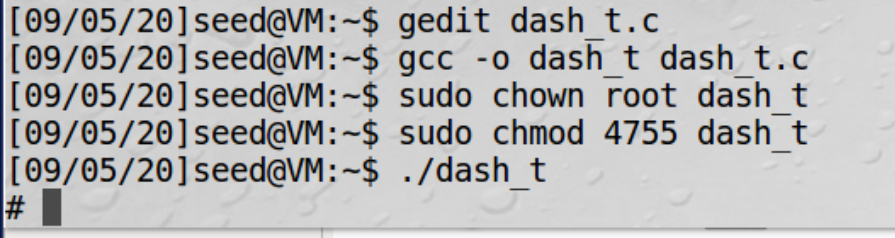 [09/05/20]seed@VM:~$ gedit dash_t.c
[09/05/20]seed@VM:~$ gcc -o dash_t dash_t.c
[09/05/20]seed@VM:~$ sudo chown root dash_t
[09/05/20]seed@VM:~$ sudo chmod 4755 dash_t
[09/05/20]seed@VM:~$ ./dash_t
#